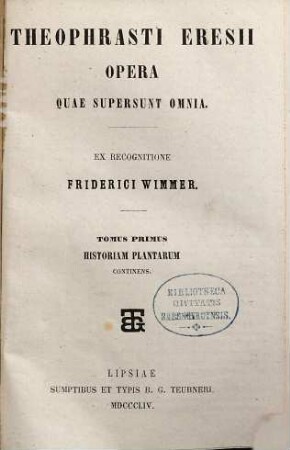 THEOPHRASTI ERESII
OPERA
QUAE SUPERSUNT OMNIA.
EX RECOGNITIONE
FRIDERICI WIMMER.
TOMUS PRIMUS
HISTORIAM PLANTARUM
CONTINENS.
BIBLIOTHECA
CIVITATIS
BTG
LIPSIAE
SUMPTIBUS ET TYPIS B. G. TEUBNERI.
MDCCCLIV.